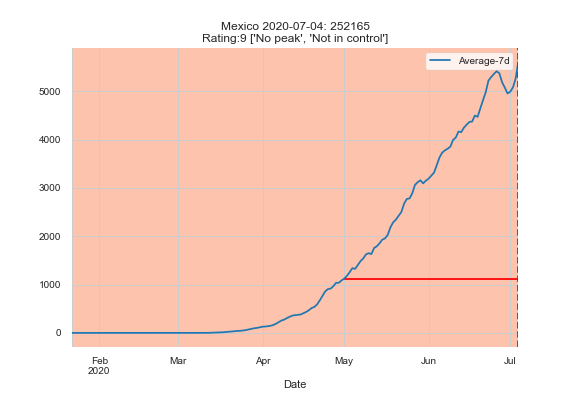 Mexico 2020-07-04: 252165
Rating:9 ['No peak', 'Not in control']
Average-7d
5000
4000
3000
2000
1000
0
Feb Mar Apr May Jun Jul
2020
Date